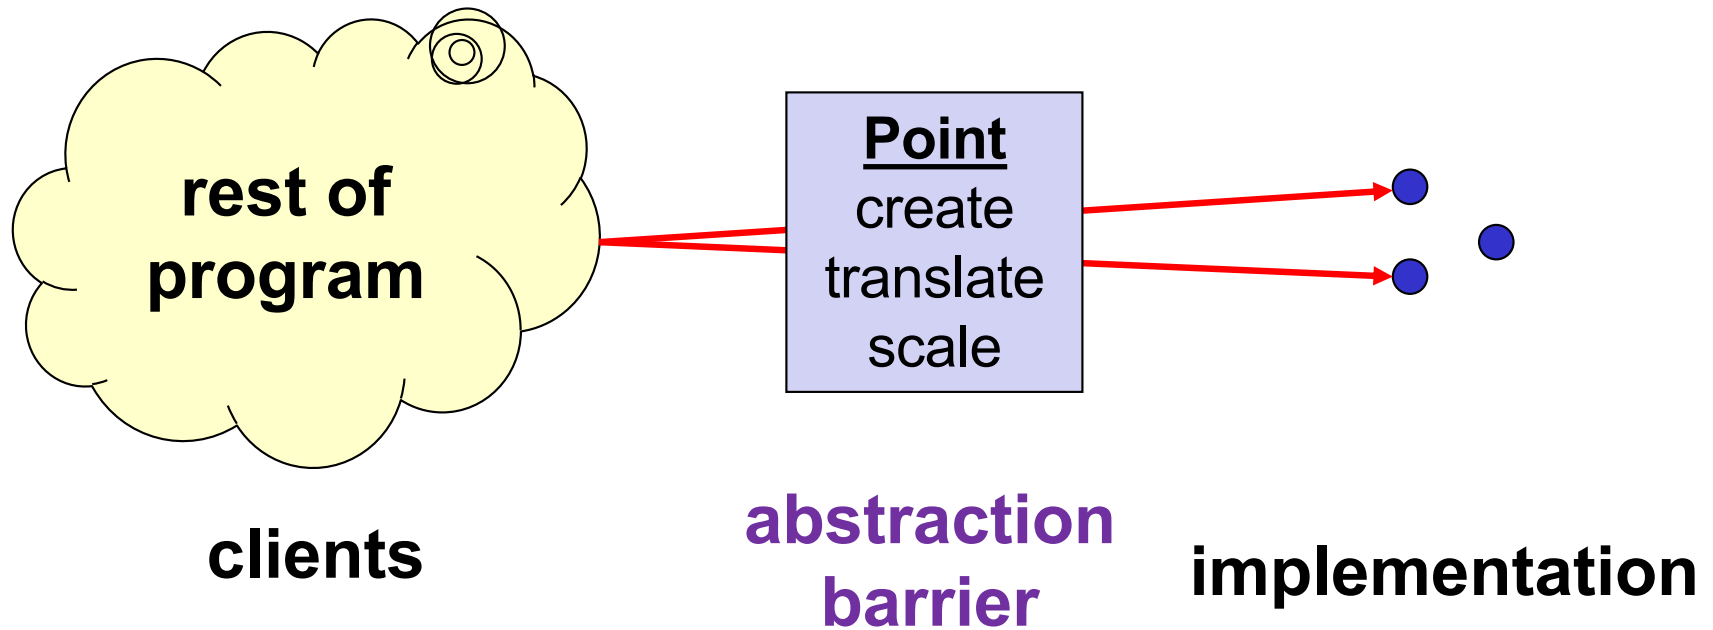 rest of
program
Point
create
translate
scale
clients
abstraction
barrier
implementation